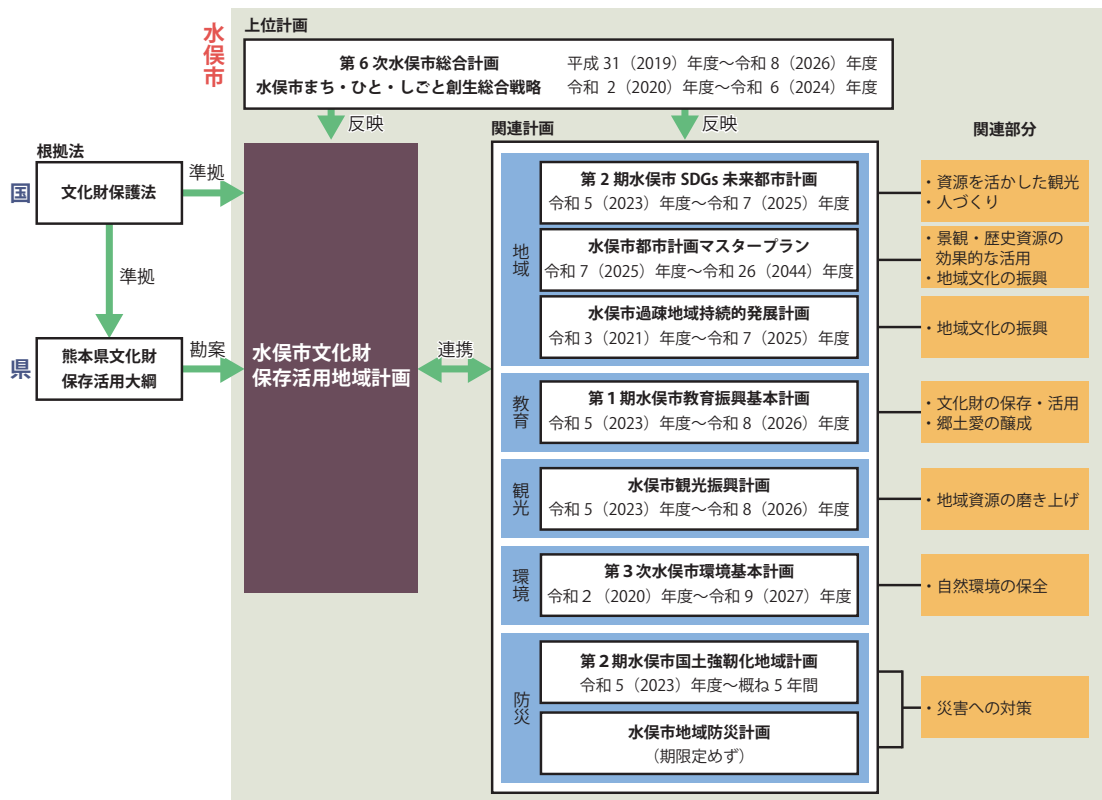 水俣市
上位計画
第6次水俣市総合計画 平成 31（2019）年度～令和 8（2026）年度
水俣市まち・ひと・しごと創生総合戦略 令和 2（2020）年度～令和 6（2024）年度
反映
反映
根拠法
国
文化財保護法
準拠
準拠
県
熊本県文化財
保存活用大綱
勘案
水俣市文化財
保存活用地域計画
連携
関連計画
関連部分
地域
第2期水俣市 SDGs 未来都市計画
令和 5（2023）年度～令和 7（2025）年度
・資源を活かした観光
・人づくり
水俣市都市計画マスタープラン
令和 7（2025）年度～令和 26（2044）年度
・景観・歴史資源の
効果的な活用
・地域文化の振興
水俣市過疎地域持続的発展計画
令和 3（2021）年度～令和 7（2025）年度
・地域文化の振興
教育
第1期水俣市教育振興基本計画
令和 5（2023）年度～令和 8（2026）年度
・文化財の保存・活用
・郷土愛の醸成
観光
水俣市観光振興計画
令和 5（2023）年度～令和 8（2026）年度
・地域資源の磨き上げ
環境
第3次水俣市環境基本計画
令和 2（2020）年度～令和 9（2027）年度
・自然環境の保全
防災
第2期水俣市国土強靭化地域計画
令和 5（2023）年度～概ね 5 年間
水俣市地域防災計画
（期限定めず）
・災害への対策